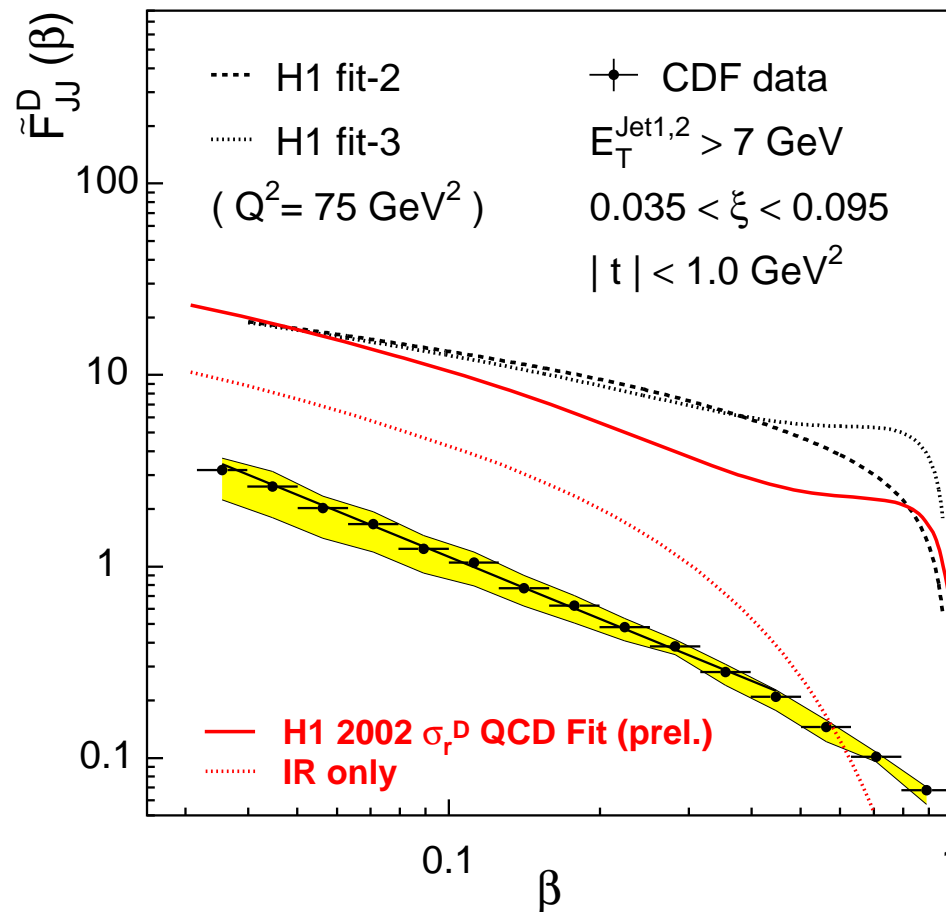 F̃ᴰJJ (β)
H1 fit-2
H1 fit-3
( Q² = 75 GeV² )
CDF data
E_T^Jet1,2 > 7 GeV
0.035 < ξ < 0.095
| t | < 1.0 GeV²
100
10
1
0.1
H1 2002 σ_r^D QCD Fit (prel.)
IR only
0.1
1
β